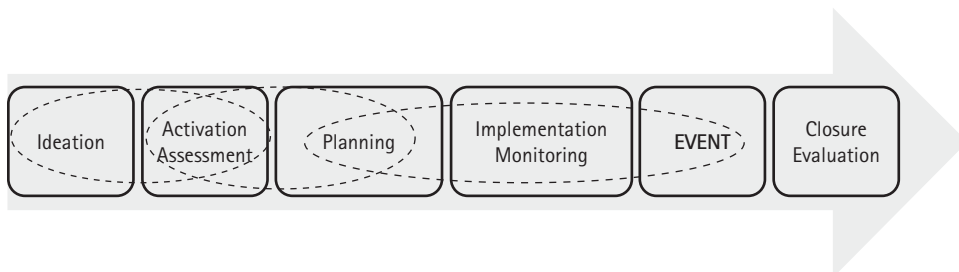 Ideation
Activation
Assessment
Planning
Implementation
Monitoring
EVENT
Closure
Evaluation